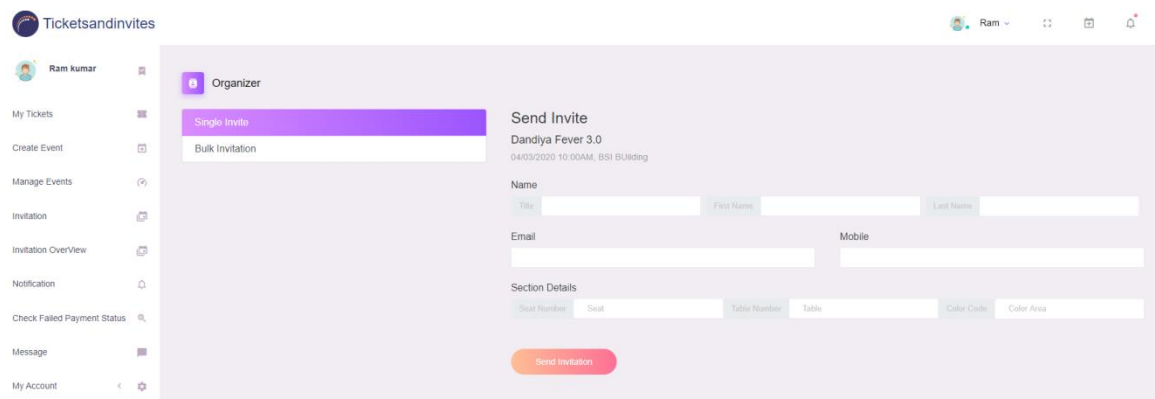 Ticketsandinvites
Ram
Ram kumar
My Tickets
Create Event
Manage Events
Invitation
Invitation OverView
Notification
Check Failed Payment Status
Message
My Account
Organizer
Single Invite
Bulk Invitation
Send Invite
Dandiya Fever 3.0
04/03/2020 10:00AM, BSI BUilding
Name
Title First Name Last Name
Email Mobile
Section Details
Seat Number Seat Table Number Table Color Code Color Area
Send Invitation